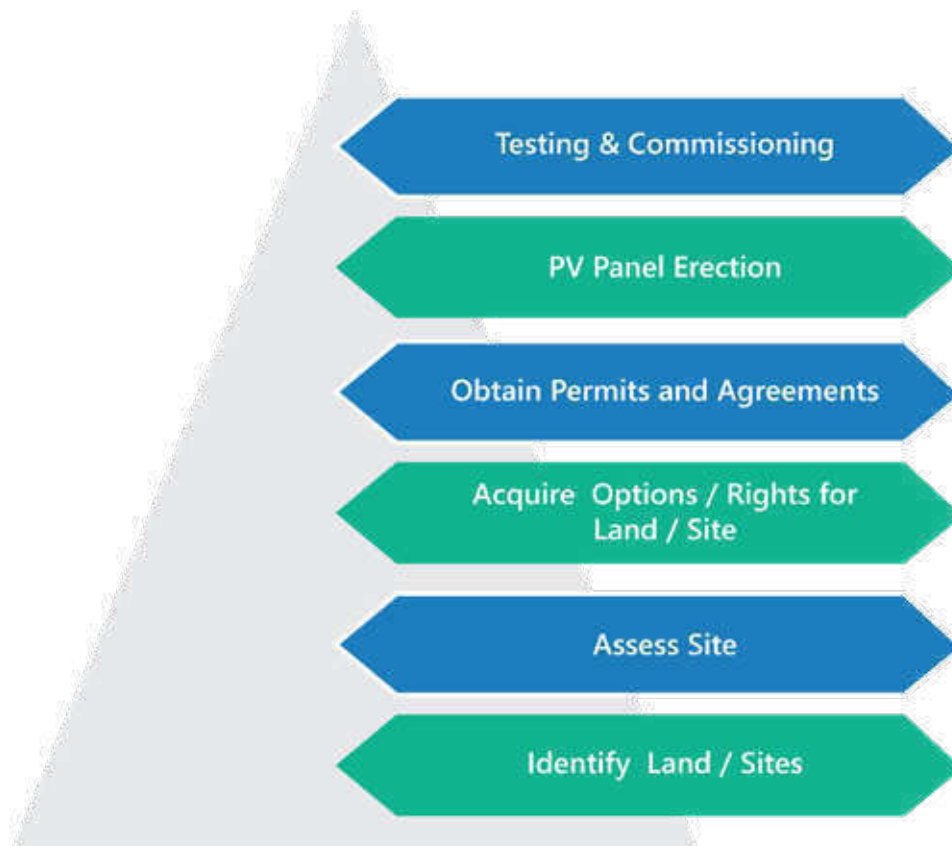 Testing & Commissioning
PV Panel Erection
Obtain Permits and Agreements
Acquire Options / Rights for
Land / Site
Assess Site
Identify Land / Sites